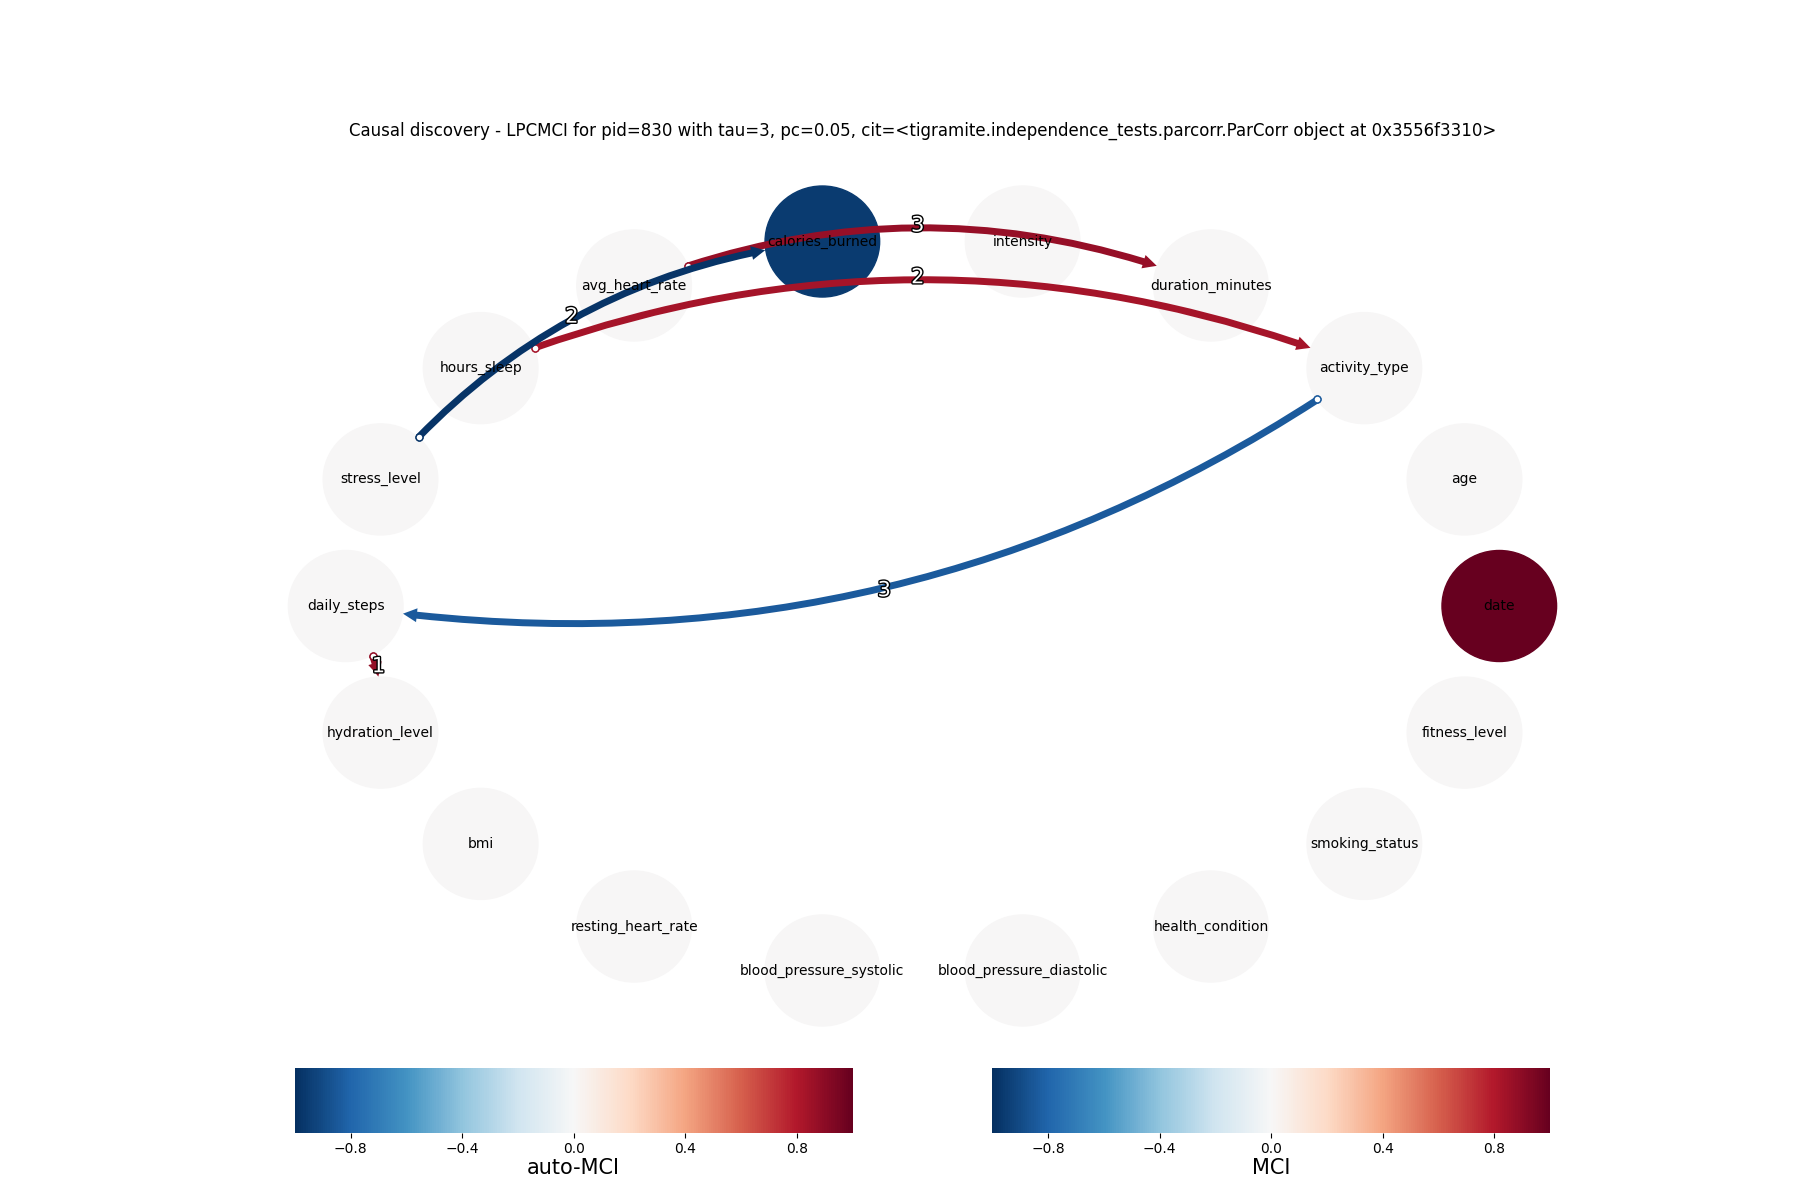 Causal discovery - LPCMCI for pid=830 with tau=3, pc=0.05, cit=<tigramite.independence_tests.parcorr.ParCorr object at 0x3556f3310>
3
calories_burned
intensity
2
avg_heart_rate
duration_minutes
2
hours_sleep
activity_type
stress_level
age
3
daily_steps
date
1
hydration_level
fitness_level
bmi
smoking_status
resting_heart_rate
health_condition
blood_pressure_systolic
blood_pressure_diastolic
−0.8 −0.4 0.0 0.4 0.8
auto-MCI
−0.8 −0.4 0.0 0.4 0.8
MCI